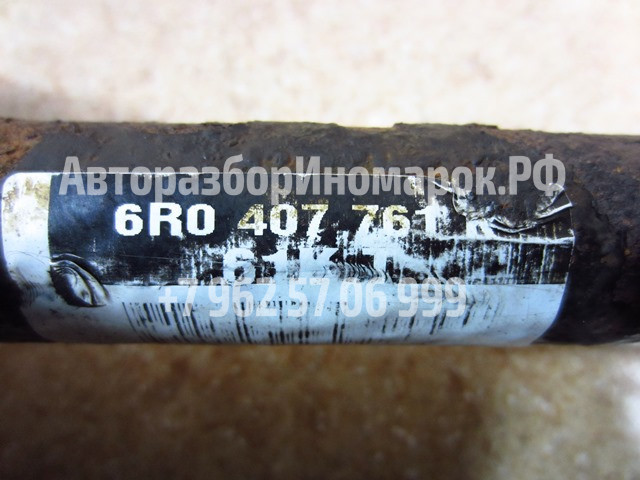 АвторазборИномарок.РФ
6R0 407 761
+7 962 57 06 999